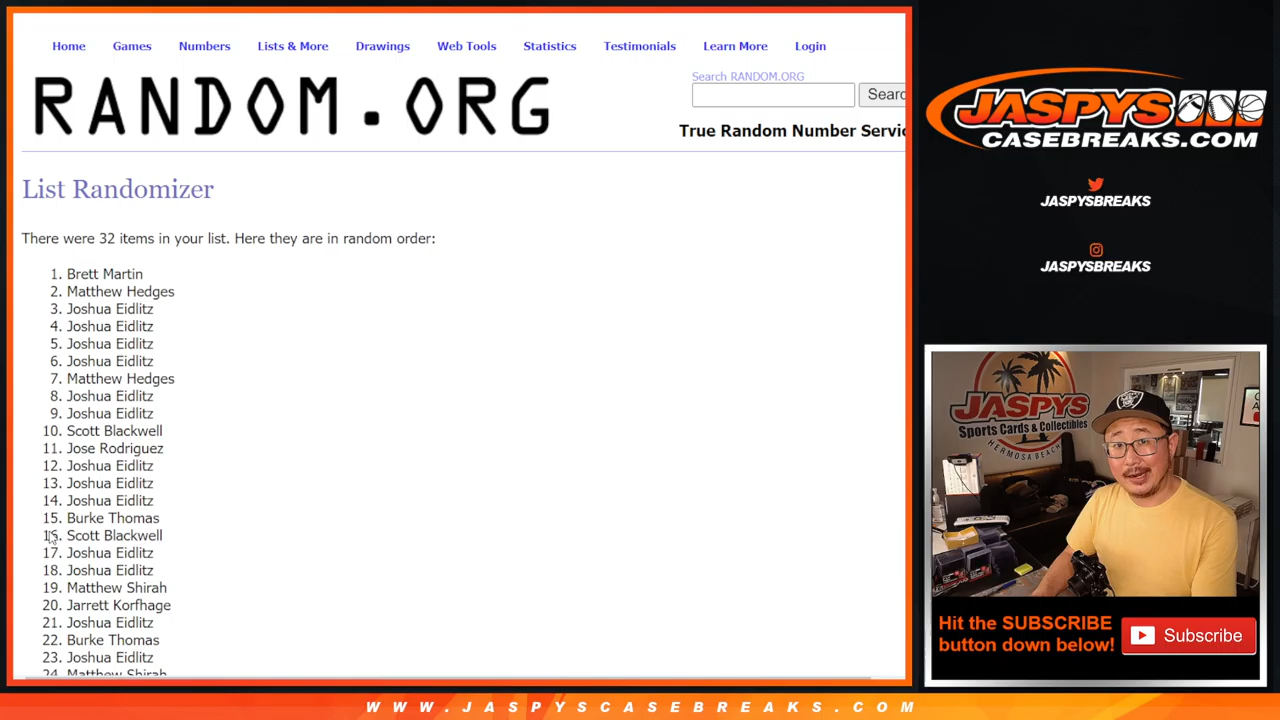 Home Games Numbers Lists & More Drawings Web Tools Statistics Testimonials Learn More Login
RANDOM.ORG
Search RANDOM.ORG
True Random Number
List Randomizer
There were 32 items in your list. Here they are in random order:
1. Brett Martin
2. Matthew Hedges
3. Joshua Eidlitz
4. Joshua Eidlitz
5. Joshua Eidlitz
6. Joshua Eidlitz
7. Matthew Hedges
8. Joshua Eidlitz
9. Joshua Eidlitz
10. Scott Blackwell
11. Jose Rodriguez
12. Joshua Eidlitz
13. Joshua Eidlitz
14. Joshua Eidlitz
15. Burke Thomas
16. Scott Blackwell
17. Joshua Eidlitz
18. Joshua Eidlitz
19. Matthew Shirah
20. Jarrett Korfhage
21. Joshua Eidlitz
22. Burke Thomas
23. Joshua Eidlitz
24. Matthew Shirah
JASPYS
CASEBREAKS.COM
JASPYSBREAKS
JASPYSBREAKS
JASPYS
Sports Cards & Collectibles
HERMOSA BEACH
Hit the SUBSCRIBE
button down below!
Subscribe
WWW.JASPYSCASEBREAKS.COM